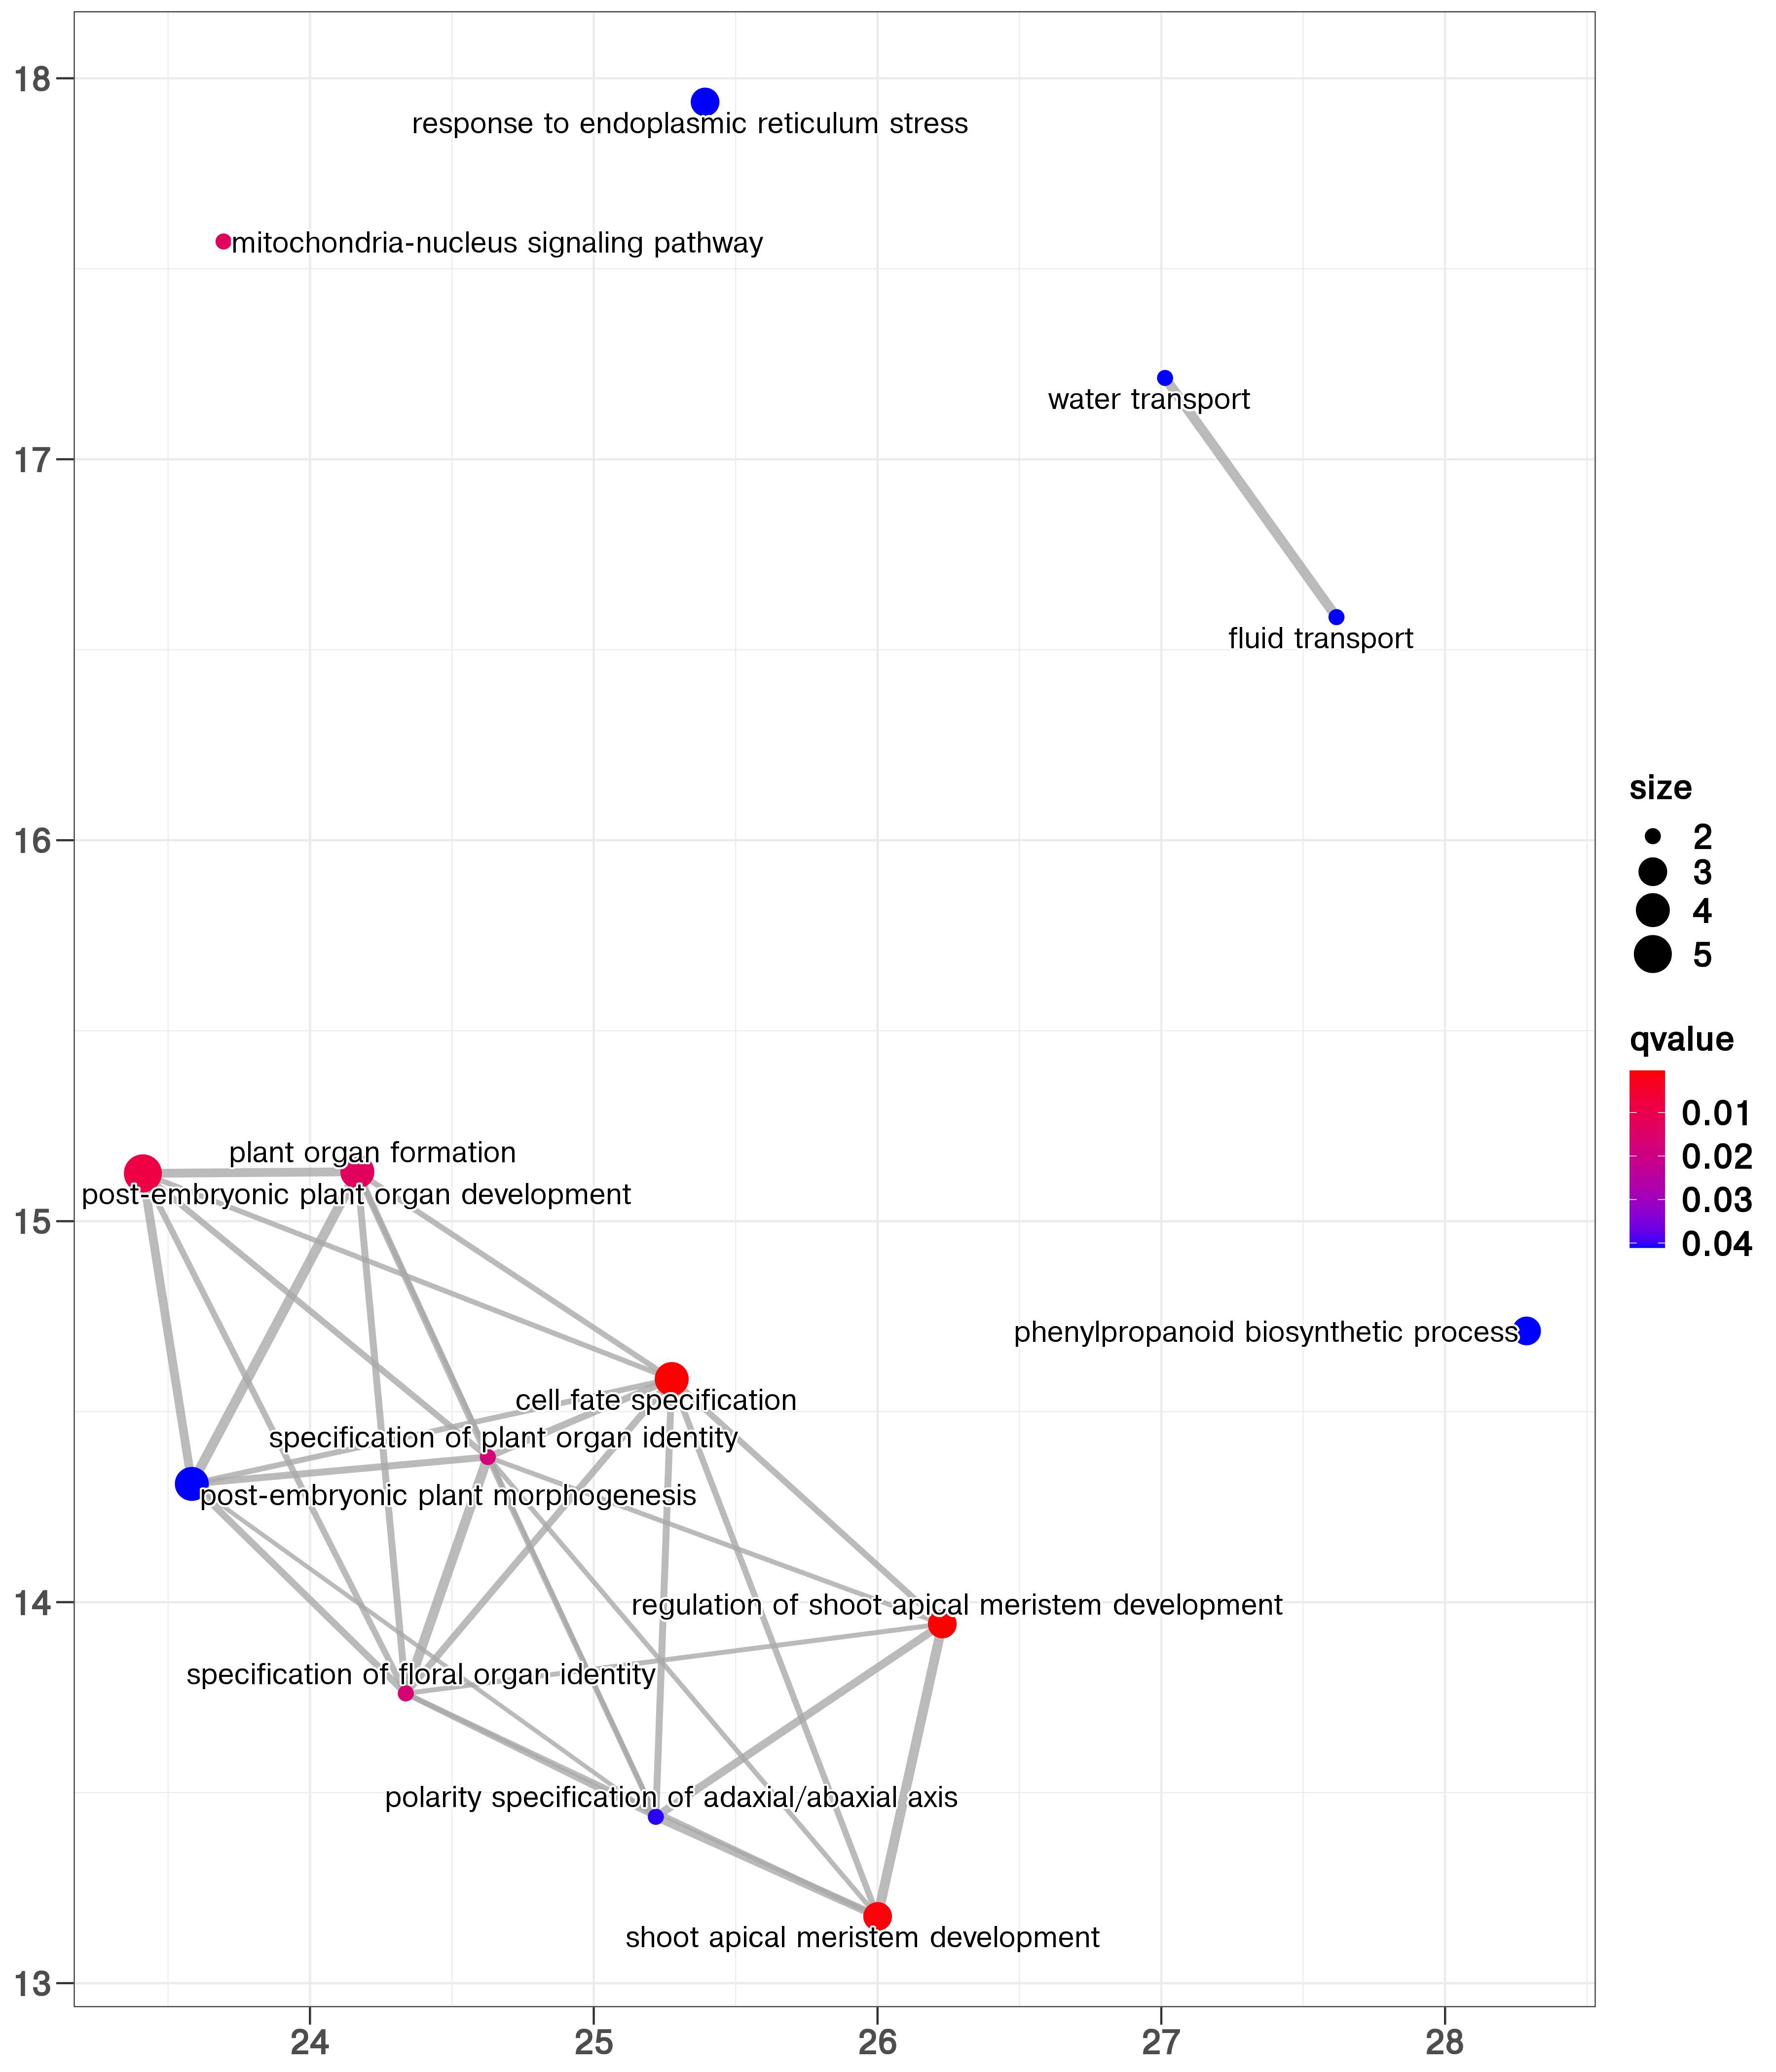 18
response to endoplasmic reticulum stress
mitochondria-nucleus signaling pathway
water transport
17
fluid transport
16
plant organ formation
post-embryonic plant organ development
15
phenylpropanoid biosynthetic process
cell fate specification
specification of plant organ identity
post-embryonic plant morphogenesis
regulation of shoot apical meristem development
14
specification of floral organ identity
polarity specification of adaxial/abaxial axis
shoot apical meristem development
13
24 25 26 27 28
size
2
3
4
5
qvalue
0.01
0.02
0.03
0.04